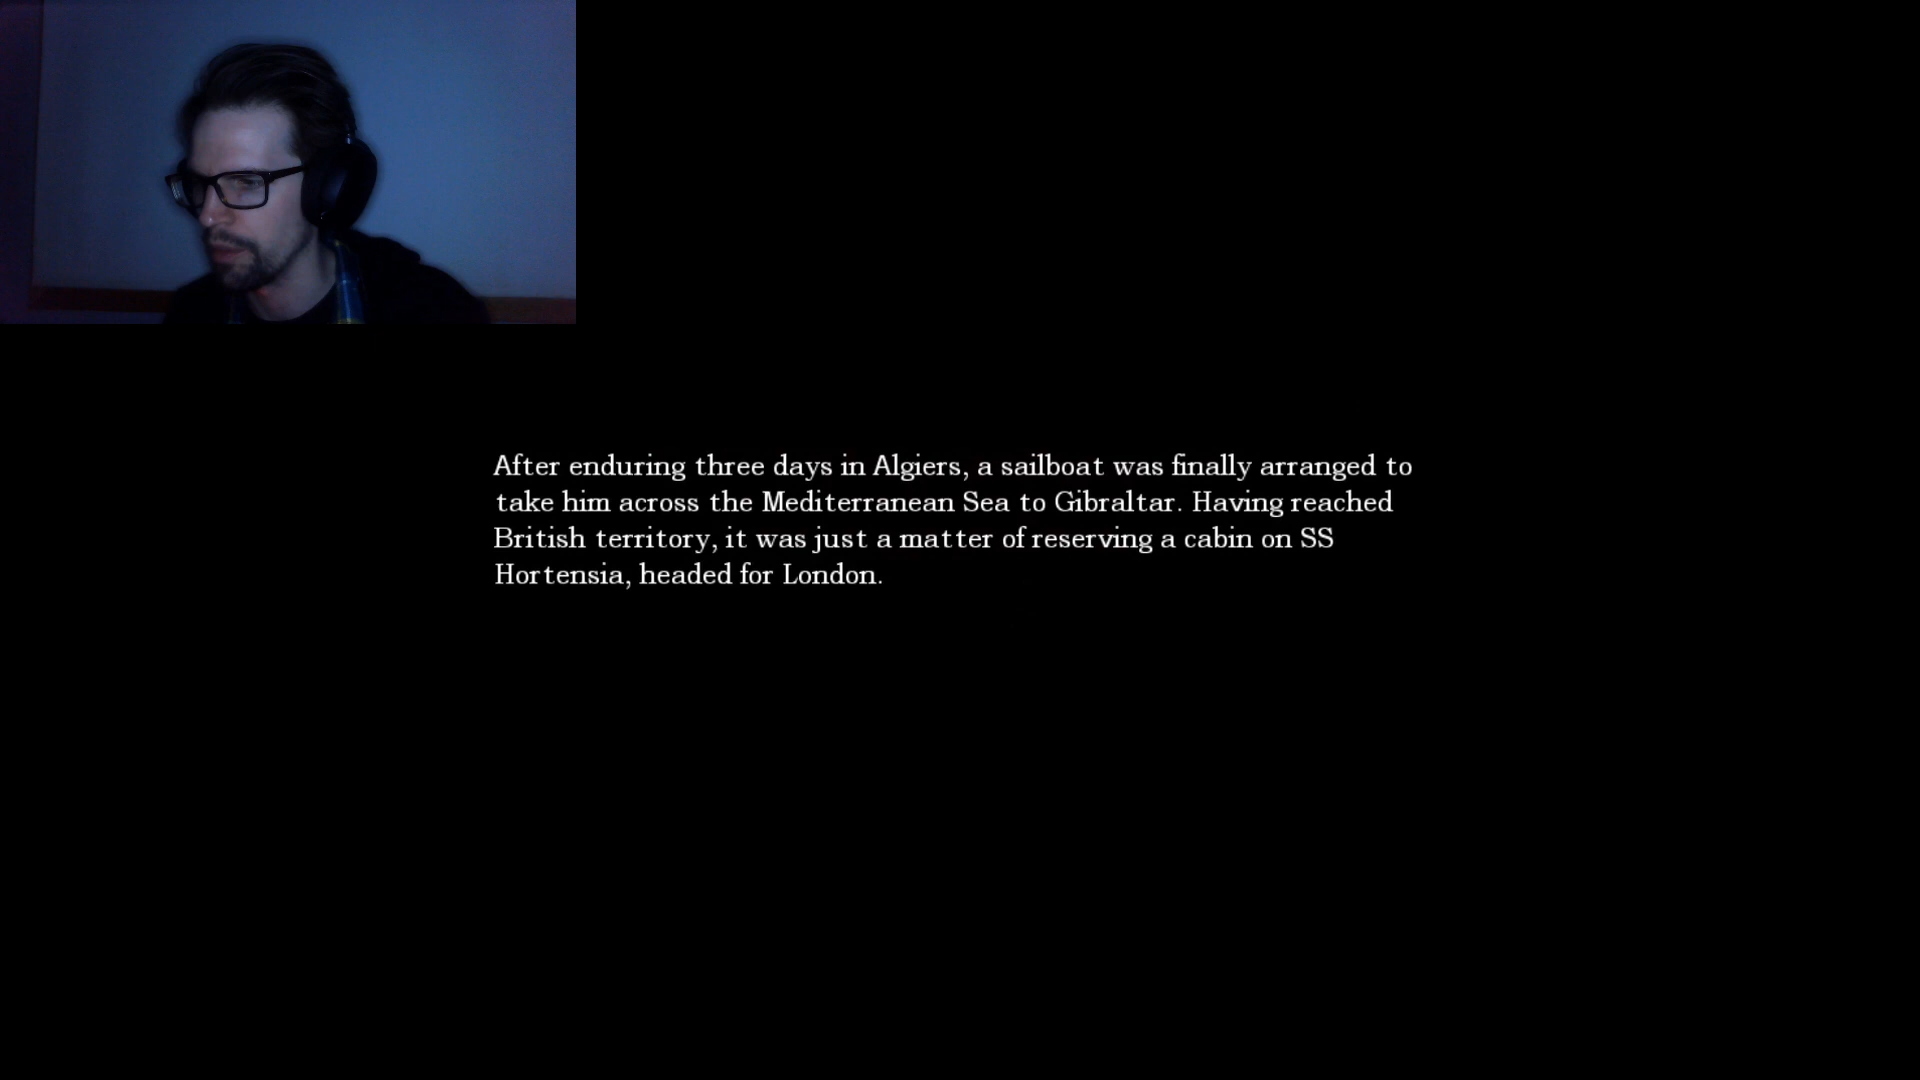 After enduring three days in Algiers, a sailboat was finally arranged to
take him across the Mediterranean Sea to Gibraltar. Having reached
British territory, it was just a matter of reserving a cabin on SS
Hortensia, headed for London.